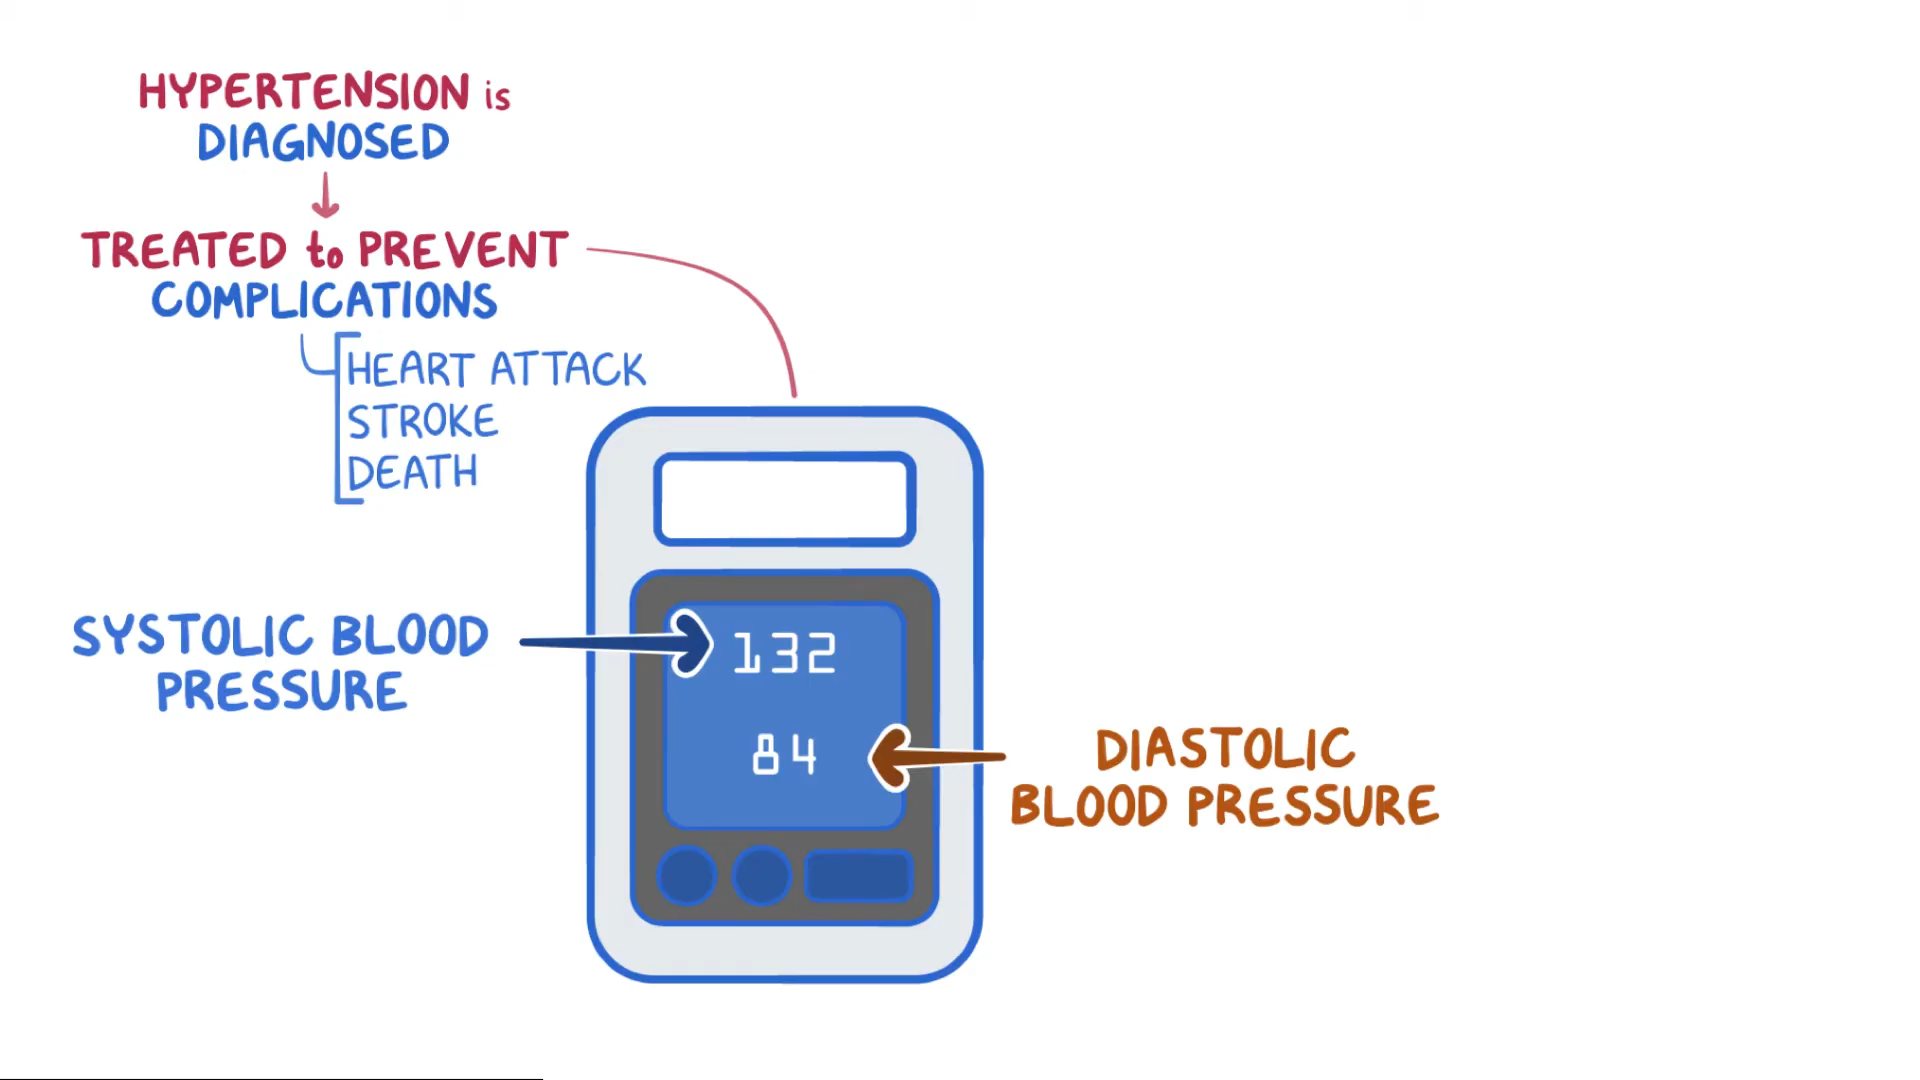 HYPERTENSION is
DIAGNOSED
TREATED to PREVENT
COMPLICATIONS
HEART ATTACK
STROKE
DEATH
SYSTOLIC BLOOD
PRESSURE
132
84
DIASTOLIC
BLOOD PRESSURE